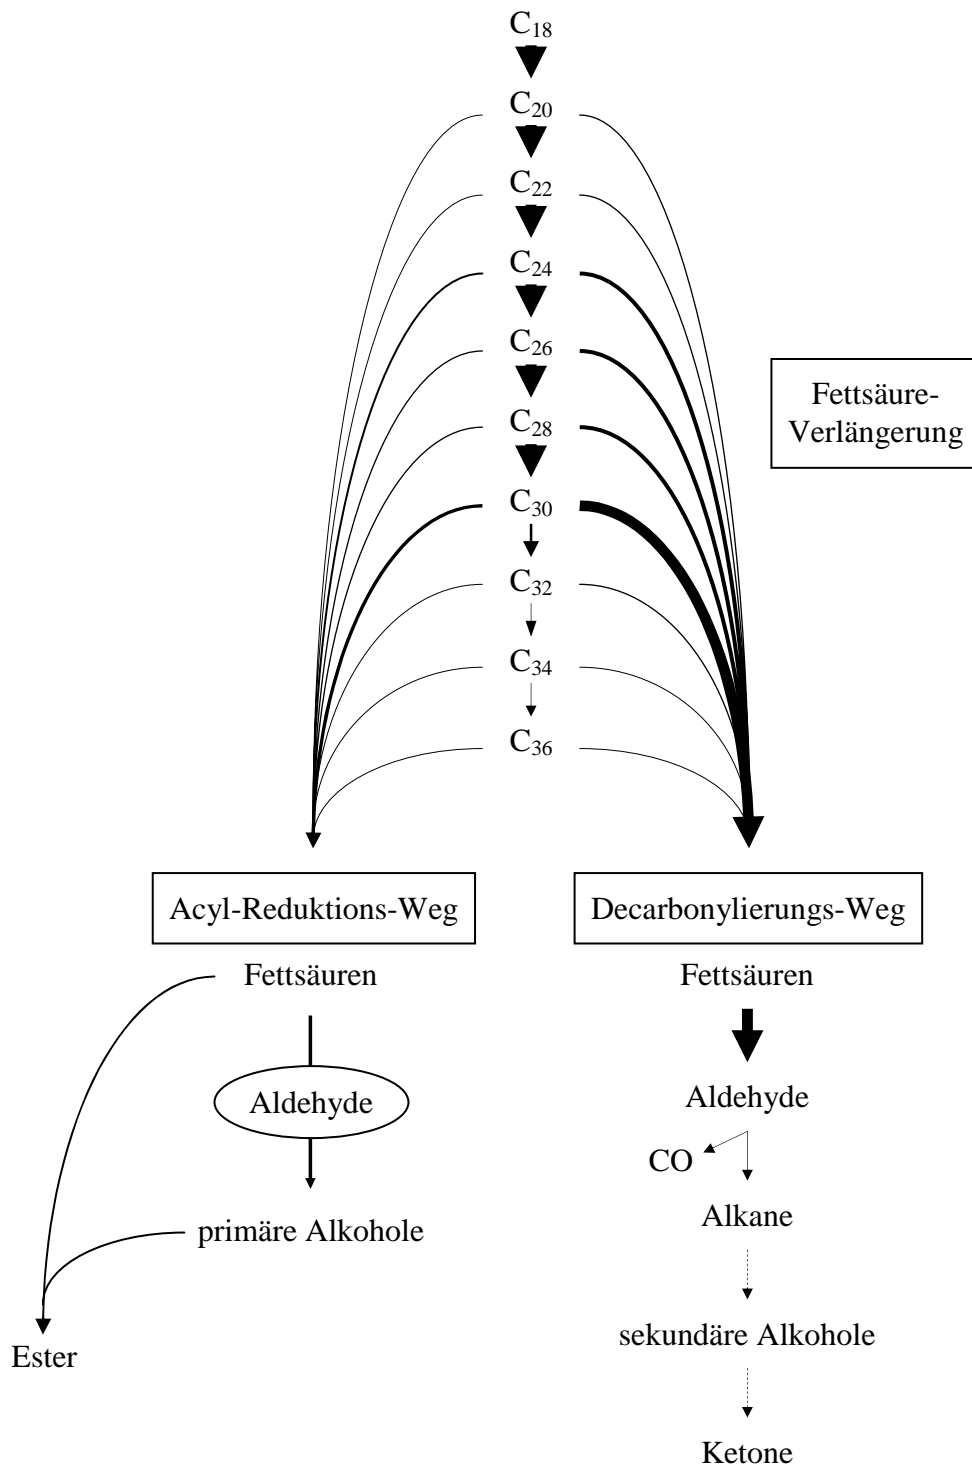 C18
C20
C22
C24
C26
C28
C30
C32
C34
C36
Fettsäure-
Verlängerung
Acyl-Reduktions-Weg
Fettsäuren
Aldehyde
primäre Alkohole
Ester
Decarbonylierungs-Weg
Fettsäuren
Aldehyde
CO
Alkane
sekundäre Alkohole
Ketone